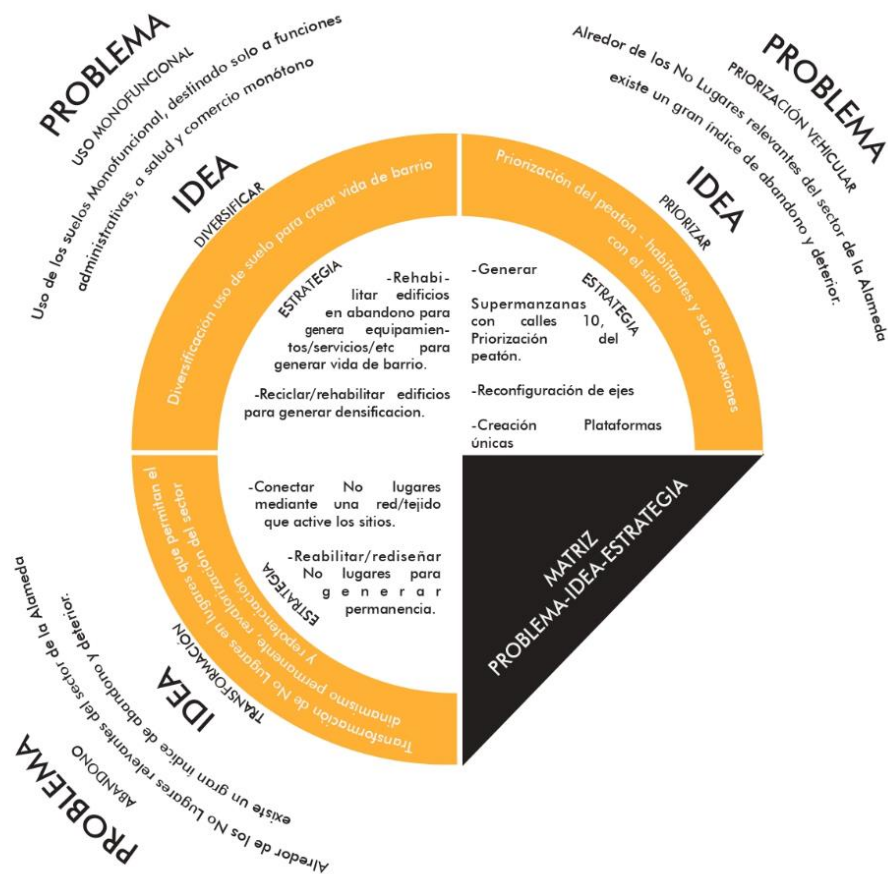 PROBLEMA
USO MONOFUNCIONAL
Uso de los suelos Monofuncional, destinado solo a funciones
administrativas, a salud y comercio monótono
IDEA
DIVERSIFICAR
Diversificación uso de suelo para crear vida de barrio
ESTRATEGIA
-Rehabi-
litar edificios
en abandono para
genera equipamien-
tos/servicios/etc para
generar vida de barrio.
-Reciclar/rehabilitar edificios
para generar densificacion.
PROBLEMA
PRIORIZACIÓN VEHICULAR
Alredor de los No Lugares relevantes del sector de la Alameda
existe un gran índice de abandono y deterior.
IDEA
PRIORIZAR
Priorización del peatón - habitantes y sus conexiones
con el sitio
ESTRATEGIA
-Generar
Supermanzanas
con calles 10,
Priorización del
peatón.
-Reconfiguración de ejes
-Creación Plataformas
únicas
-Conectar No lugares
mediante una red/tejido
que active los sitios.
-Reabilitar/rediseñar
No lugares para
generar
permanencia.
ESTRATEGIA
Transformación de No Lugares en lugares que permitan el
dinamismo permanente, revalorización del sector
y repotenciación.
TRANSFORMACIÓN
IDEA
Alredor de los No Lugares relevantes del sector de la Alameda
existe un gran índice de abandono y deterior.
ABANDONO
PROBLEMA
MATRIZ
PROBLEMA-IDEA-ESTRATEGIA